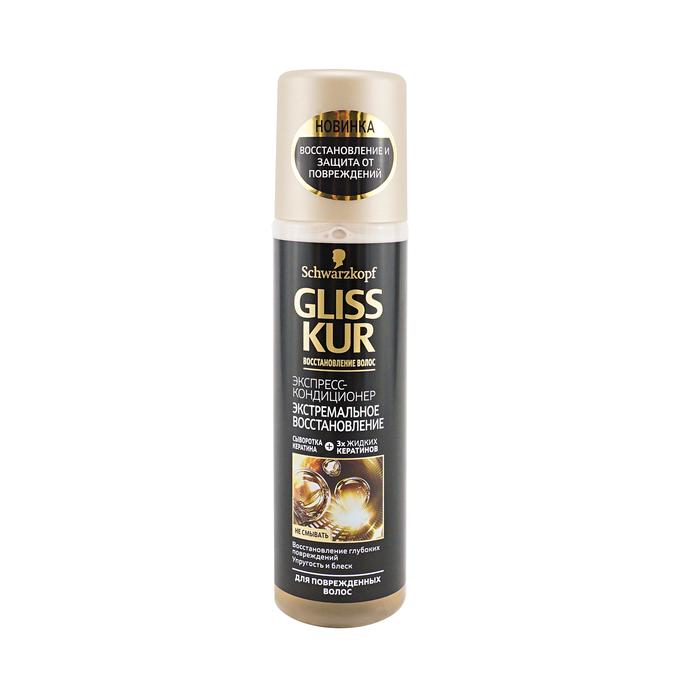 НОВИНКА
ВОССТАНОВЛЕНИЕ И
ЗАЩИТА ОТ
ПОВРЕЖДЕНИЙ
Schwarzkopf
GLISS
KUR
ВОССТАНОВЛЕНИЕ ВОЛОС
ЭКСПРЕСС-
КОНДИЦИОНЕР
ЭКСТРЕМАЛЬНОЕ
ВОССТАНОВЛЕНИЕ
СЫВОРОТКА КЕРАТИНА + 3х ЖИДКИХ КЕРАТИНОВ
НЕ СМЫВАТЬ
Восстановление глубоких
повреждений
Упругость и блеск
ДЛЯ ПОВРЕЖДЕННЫХ
ВОЛОС